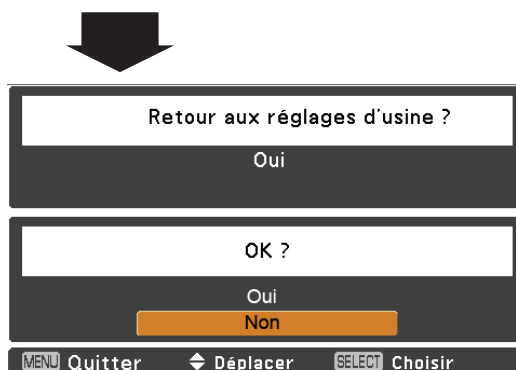 Retour aux réglages d'usine ?
Oui
OK ?
Oui
Non
MENU Quitter Déplacer SELECT Choisir